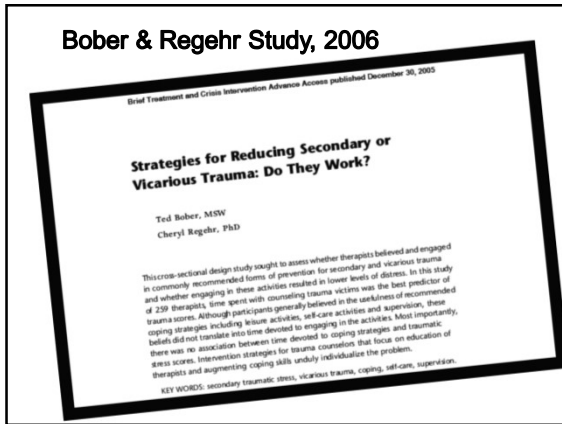 Bober & Regehr Study, 2006
Brief Treatment and Crisis Intervention Advance Access published December 30, 2005
Strategies for Reducing Secondary or
Vicarious Trauma: Do They Work?
Ted Bober, MSW
Cheryl Regehr, PhD
This cross-sectional design study sought to assess whether therapists believed and engaged
in commonly recommended forms of prevention for secondary and vicarious trauma
and whether engaging in these activities resulted in lower levels of distress. In this study
of 259 therapists, time spent with counseling trauma victims was the best predictor of
trauma scores. Although participants generally believed in the usefulness of recommended
coping strategies including leisure activities, self-care activities and supervision, these
beliefs did not translate into time devoted to engaging in the activities. Most importantly,
there was no association between time devoted to coping strategies and traumatic
stress scores. Intervention strategies for trauma counselors that focus on education of
therapists and augmenting coping skills unduly individualize the problem.
KEY WORDS: secondary traumatic stress, vicarious trauma, coping, self-care, supervision.